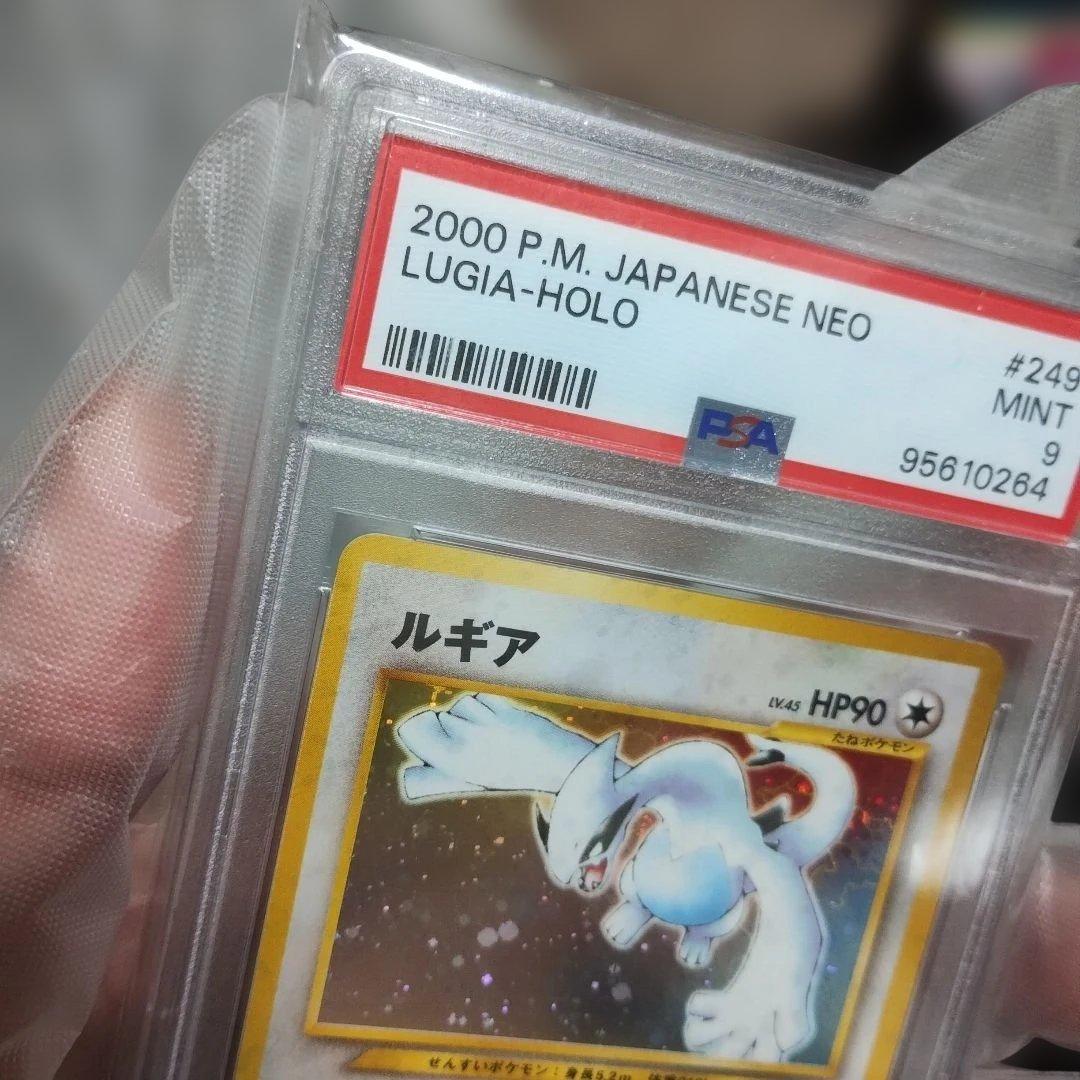 2000 P.M. JAPANESE NEO #249
LUGIA-HOLO MINT
9
PSA 95610264
ルギア
LV.45 HP90
たねポケモン
せんすいポケモン：身長5.2m